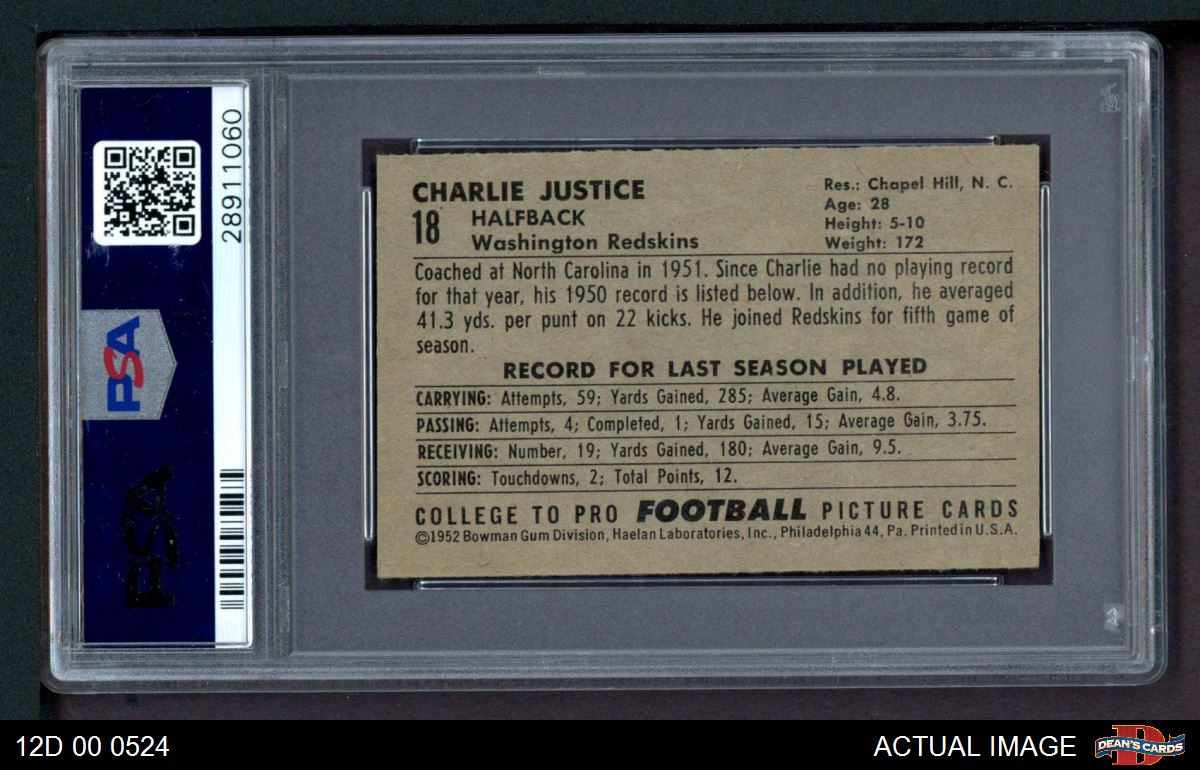 CHARLIE JUSTICE
18 HALFBACK
Washington Redskins
Res.: Chapel Hill, N. C.
Age: 28
Height: 5-10
Weight: 172
Coached at North Carolina in 1951. Since Charlie had no playing record
for that year, his 1950 record is listed below. In addition, he averaged
41.3 yds. per punt on 22 kicks. He joined Redskins for fifth game of
season.
RECORD FOR LAST SEASON PLAYED
CARRYING: Attempts, 59; Yards Gained, 285; Average Gain, 4.8.
PASSING: Attempts, 4; Completed, 1; Yards Gained, 15; Average Gain, 3.75.
RECEIVING: Number, 19; Yards Gained, 180; Average Gain, 9.5.
SCORING: Touchdowns, 2; Total Points, 12.
COLLEGE TO PRO FOOTBALL PICTURE CARDS
©1952 Bowman Gum Division, Haelan Laboratories, Inc., Philadelphia 44, Pa. Printed in U.S.A.
28911060
PSA
PSA
PSA
12D 00 0524
ACTUAL IMAGE
D
DEAN'S CARDS